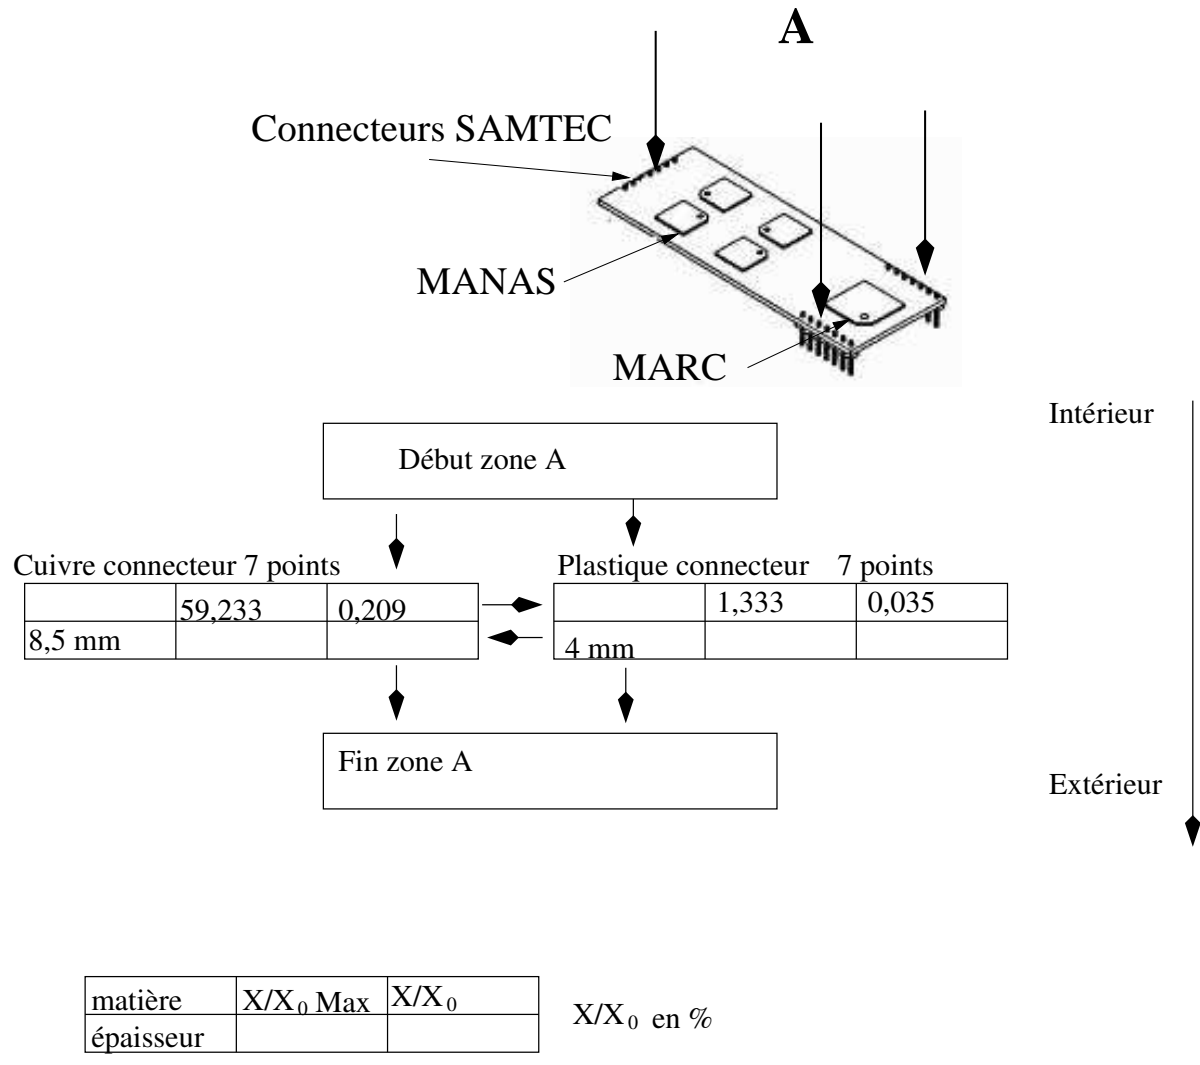 A
Connecteurs SAMTEC
MANAS
MARC
Intérieur
Début zone A
Cuivre connecteur 7 points
59,233 0,209
8,5 mm
Plastique connecteur 7 points
1,333 0,035
4 mm
Fin zone A
Extérieur
matière X/X0 Max X/X0
épaisseur
X/X0 en %